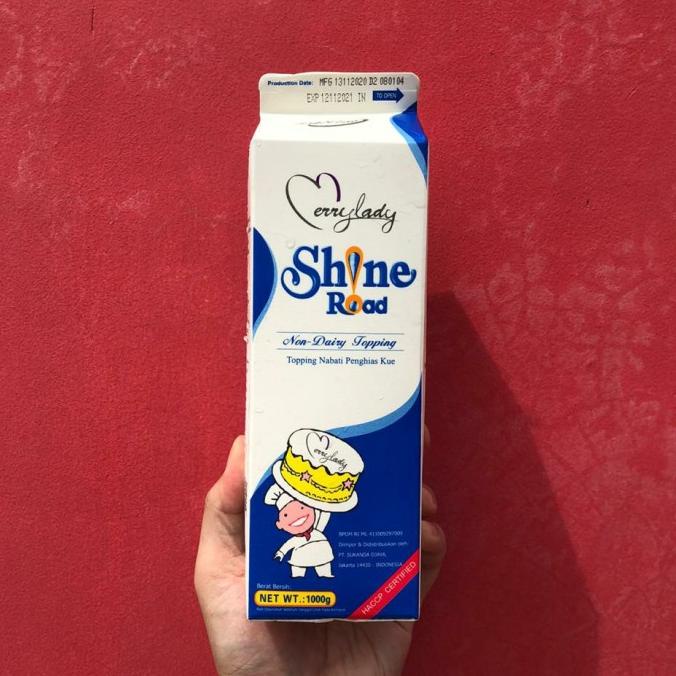 Production Date: MFG 13112020 D2 080104
EXP 12112021 IN TO OPEN
Merrylady
Shine
Road
Non-Dairy Topping
Topping Nabati Penghias Kue
Merrylady
BPOM RI ML
Diimpor & Didistribusikan oleh:
PT. SUKANDA DJAYA,
Jakarta 14430 - INDONESIA
HACCP CERTIFIED
Berat Bersih:
NET WT.:1000g